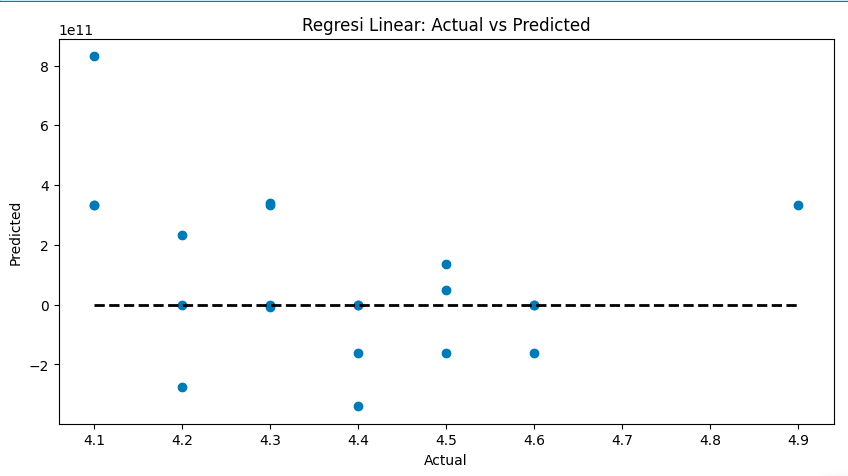 Regresi Linear: Actual vs Predicted
1e11
8
6
4
2
0
−2
Predicted
4.1 4.2 4.3 4.4 4.5 4.6 4.7 4.8 4.9
Actual